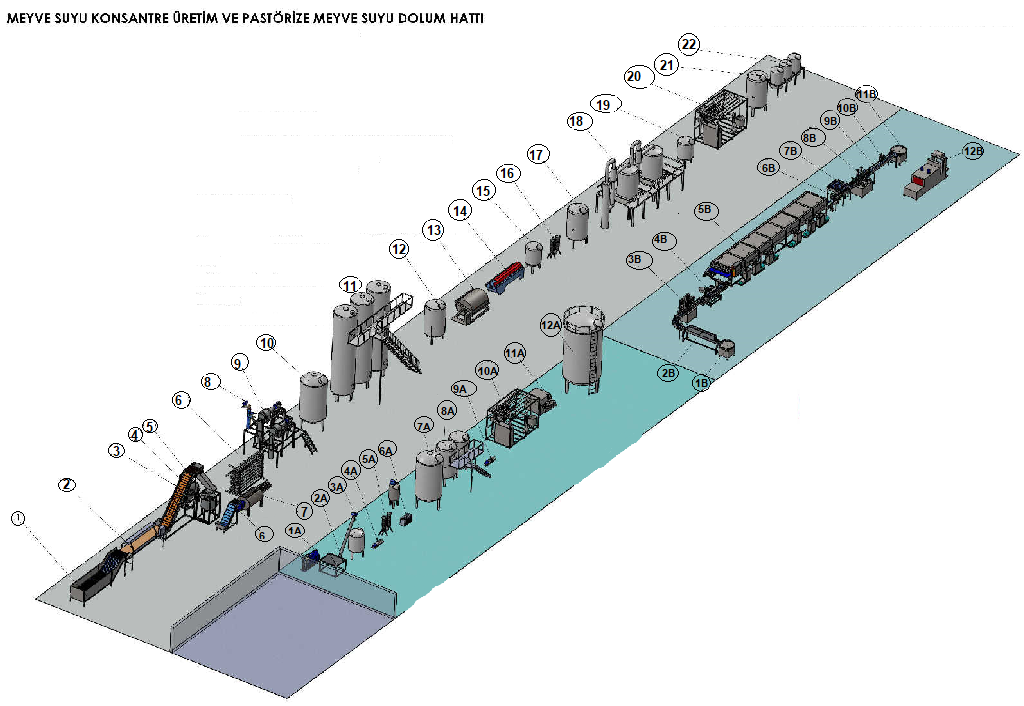 MEYVE SUYU KONSANTRE ÜRETİM VE PASTÖRİZE MEYVE SUYU DOLUM HATTI
22
21
20
19
18
17
16
15
14
13
12
11
10
9
8
6
5
4
3
2
1
7
6
11B
10B
9B
8B
7B
6B
12B
5B
4B
3B
2B
1B
12A
11A
10A
9A
8A
7A
6A
5A
4A
3A
2A
1A